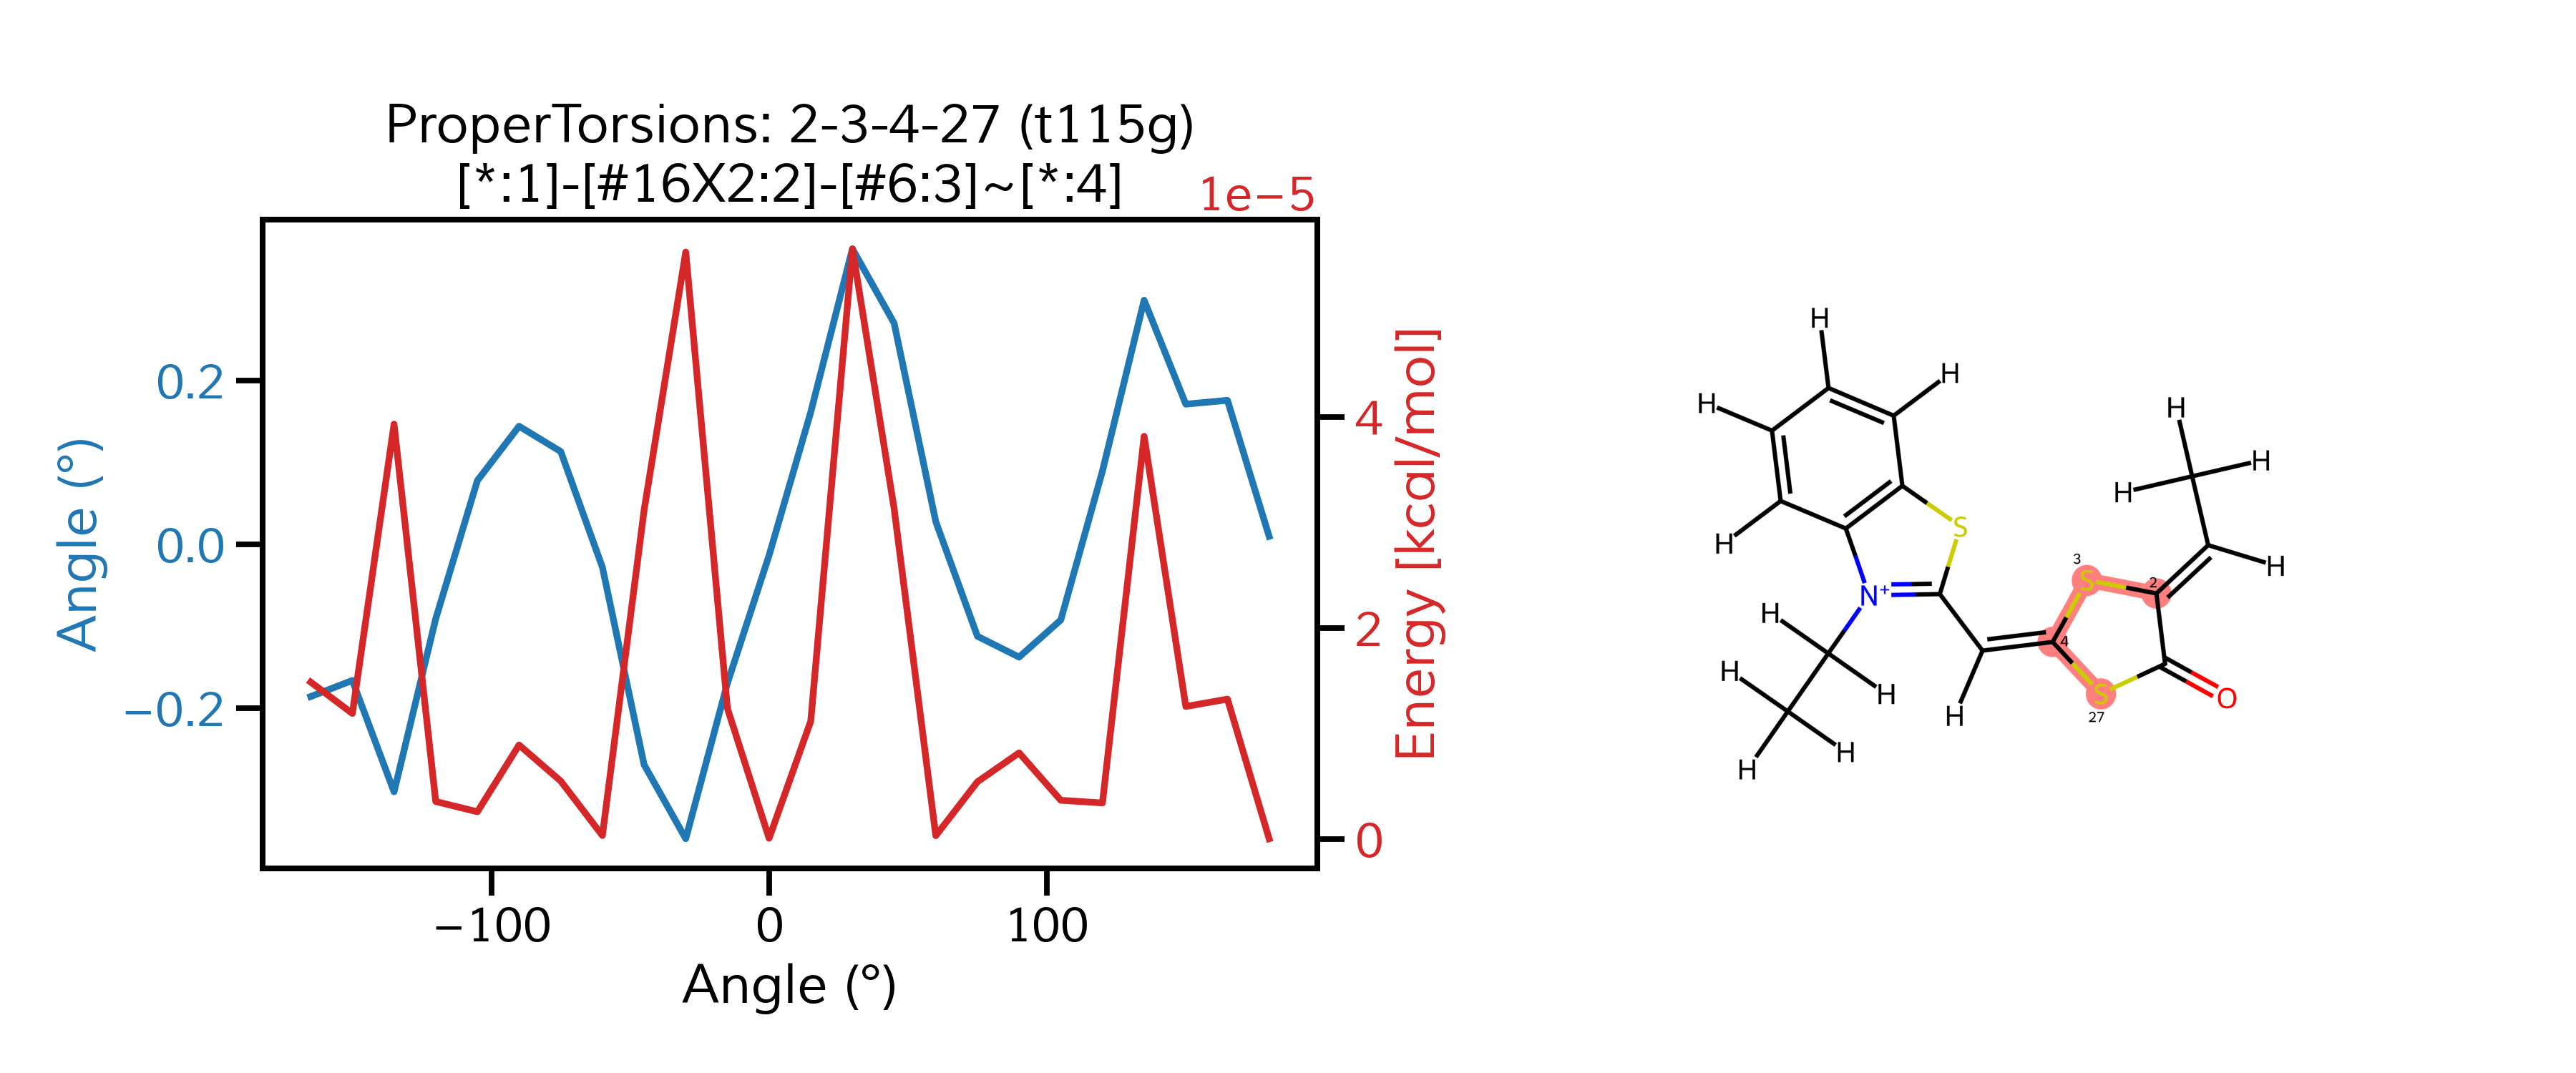 ProperTorsions: 2-3-4-27 (t115g)
[*:1]-[#16X2:2]-[#6:3]~[*:4]
1e−5
Angle (°)
0.2
0.0
−0.2
4
2
0
Energy [kcal/mol]
−100
0
100
Angle (°)
H
H
H
H
H
H
H
S
H
3
S
2
H
N⁺
H
4
H
H
S
27
O
H
H
H